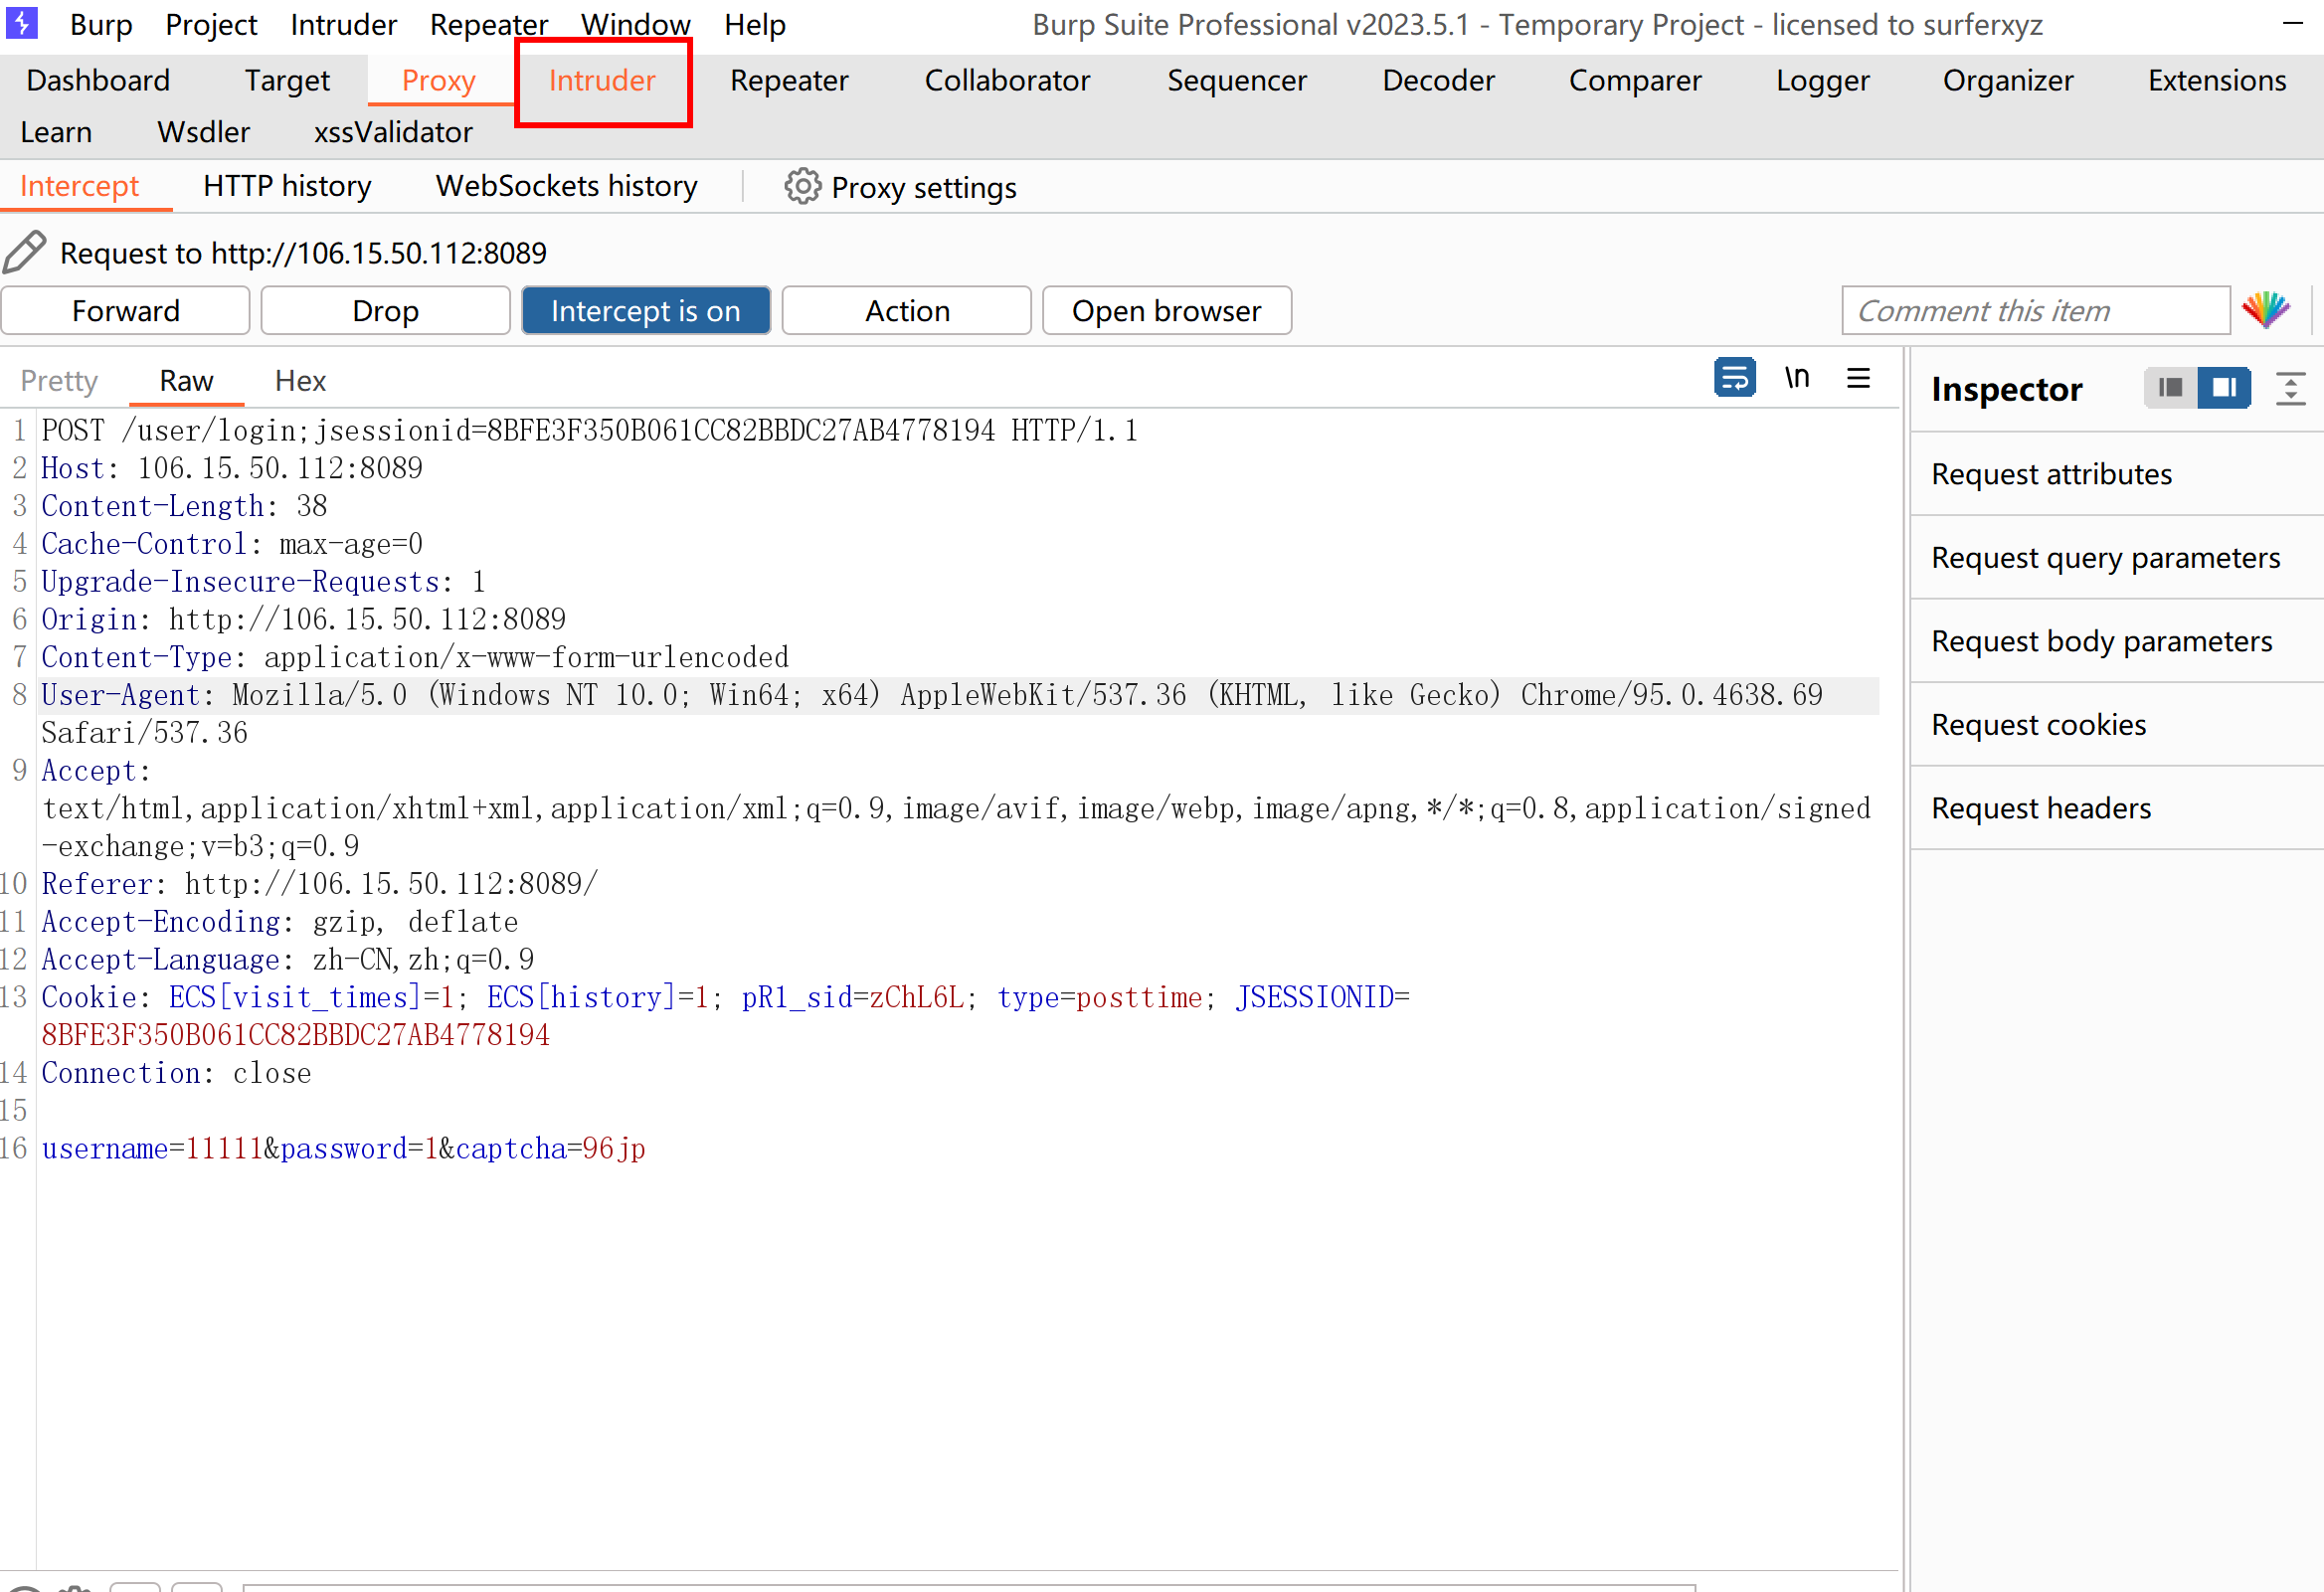 Burp Project Intruder Repeater Window Help Burp Suite Professional v2023.5.1 - Temporary Project - licensed to surferxyz
Dashboard Target Proxy Intruder Repeater Collaborator Sequencer Decoder Comparer Logger Organizer Extensions
Learn Wsdler xssValidator
Intercept HTTP history WebSockets history Proxy settings
Request to http://106.15.50.112:8089
Forward Drop Intercept is on Action Open browser Comment this item
Pretty Raw Hex \n
1 POST /user/login;jsessionid=8BFE3F350B061CC82BBDC27AB4778194 HTTP/1.1
2 Host: 106.15.50.112:8089
3 Content-Length: 38
4 Cache-Control: max-age=0
5 Upgrade-Insecure-Requests: 1
6 Origin: http://106.15.50.112:8089
7 Content-Type: application/x-www-form-urlencoded
8 User-Agent: Mozilla/5.0 (Windows NT 10.0; Win64; x64) AppleWebKit/537.36 (KHTML, like Gecko) Chrome/95.0.4638.69
Safari/537.36
9 Accept:
text/html,application/xhtml+xml,application/xml;q=0.9,image/avif,image/webp,image/apng,*/*;q=0.8,application/signed
-exchange;v=b3;q=0.9
10 Referer: http://106.15.50.112:8089/
11 Accept-Encoding: gzip, deflate
12 Accept-Language: zh-CN,zh;q=0.9
13 Cookie: ECS[visit_times]=1; ECS[history]=1; pR1_sid=zChL6L; type=posttime; JSESSIONID=
8BFE3F350B061CC82BBDC27AB4778194
14 Connection: close
15
16 username=11111&password=1&captcha=96jp
Inspector
Request attributes
Request query parameters
Request body parameters
Request cookies
Request headers